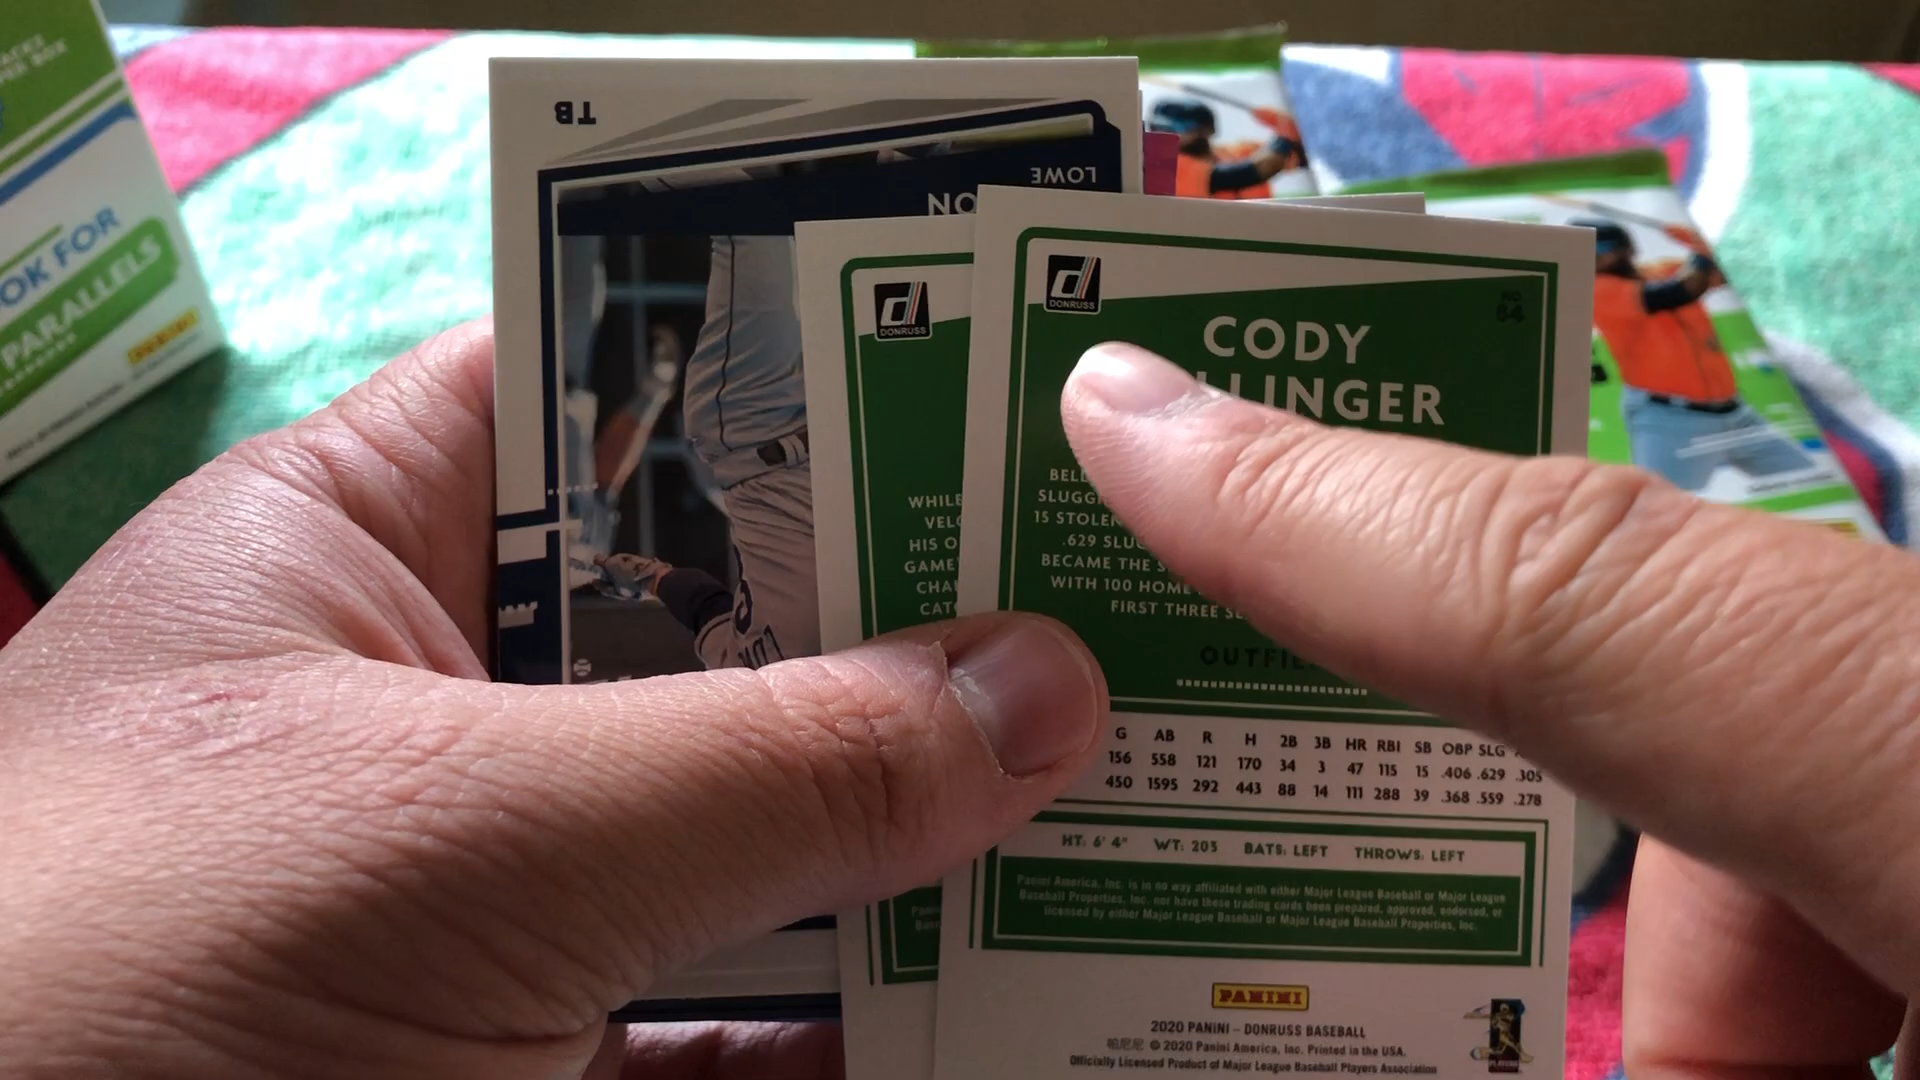 OK FOR
PARALLELS
PANINI
TB
LOWE
DONRUSS
WHILE
HIS O
GAME
DONRUSS
NO.
84
CODY
LLINGER
BELL
SLUGGI
15 STOLEN
.629 SLUG
BECAME THE S
WITH 100 HOME
FIRST THREE SE
OUTFIE
G AB R H 2B 3B HR RBI SB OBP SLG
156 558 121 170 34 3 47 115 15 .406 .629 .305
450 1595 292 443 88 14 111 288 39 .368 .559 .278
HT: 6' 4" WT: 205 BATS: LEFT THROWS: LEFT
Panini America, Inc. is in no way affiliated with either Major League Baseball or Major League
Baseball Properties, Inc. nor have these trading cards been prepared, approved, endorsed, or
licensed by either Major League Baseball or Major League Baseball Properties, Inc.
PANINI
2020 PANINI – DONRUSS BASEBALL
帕尼尼 © 2020 Panini America, Inc. Printed in the USA.
Officially Licensed Product of Major League Baseball Players Association